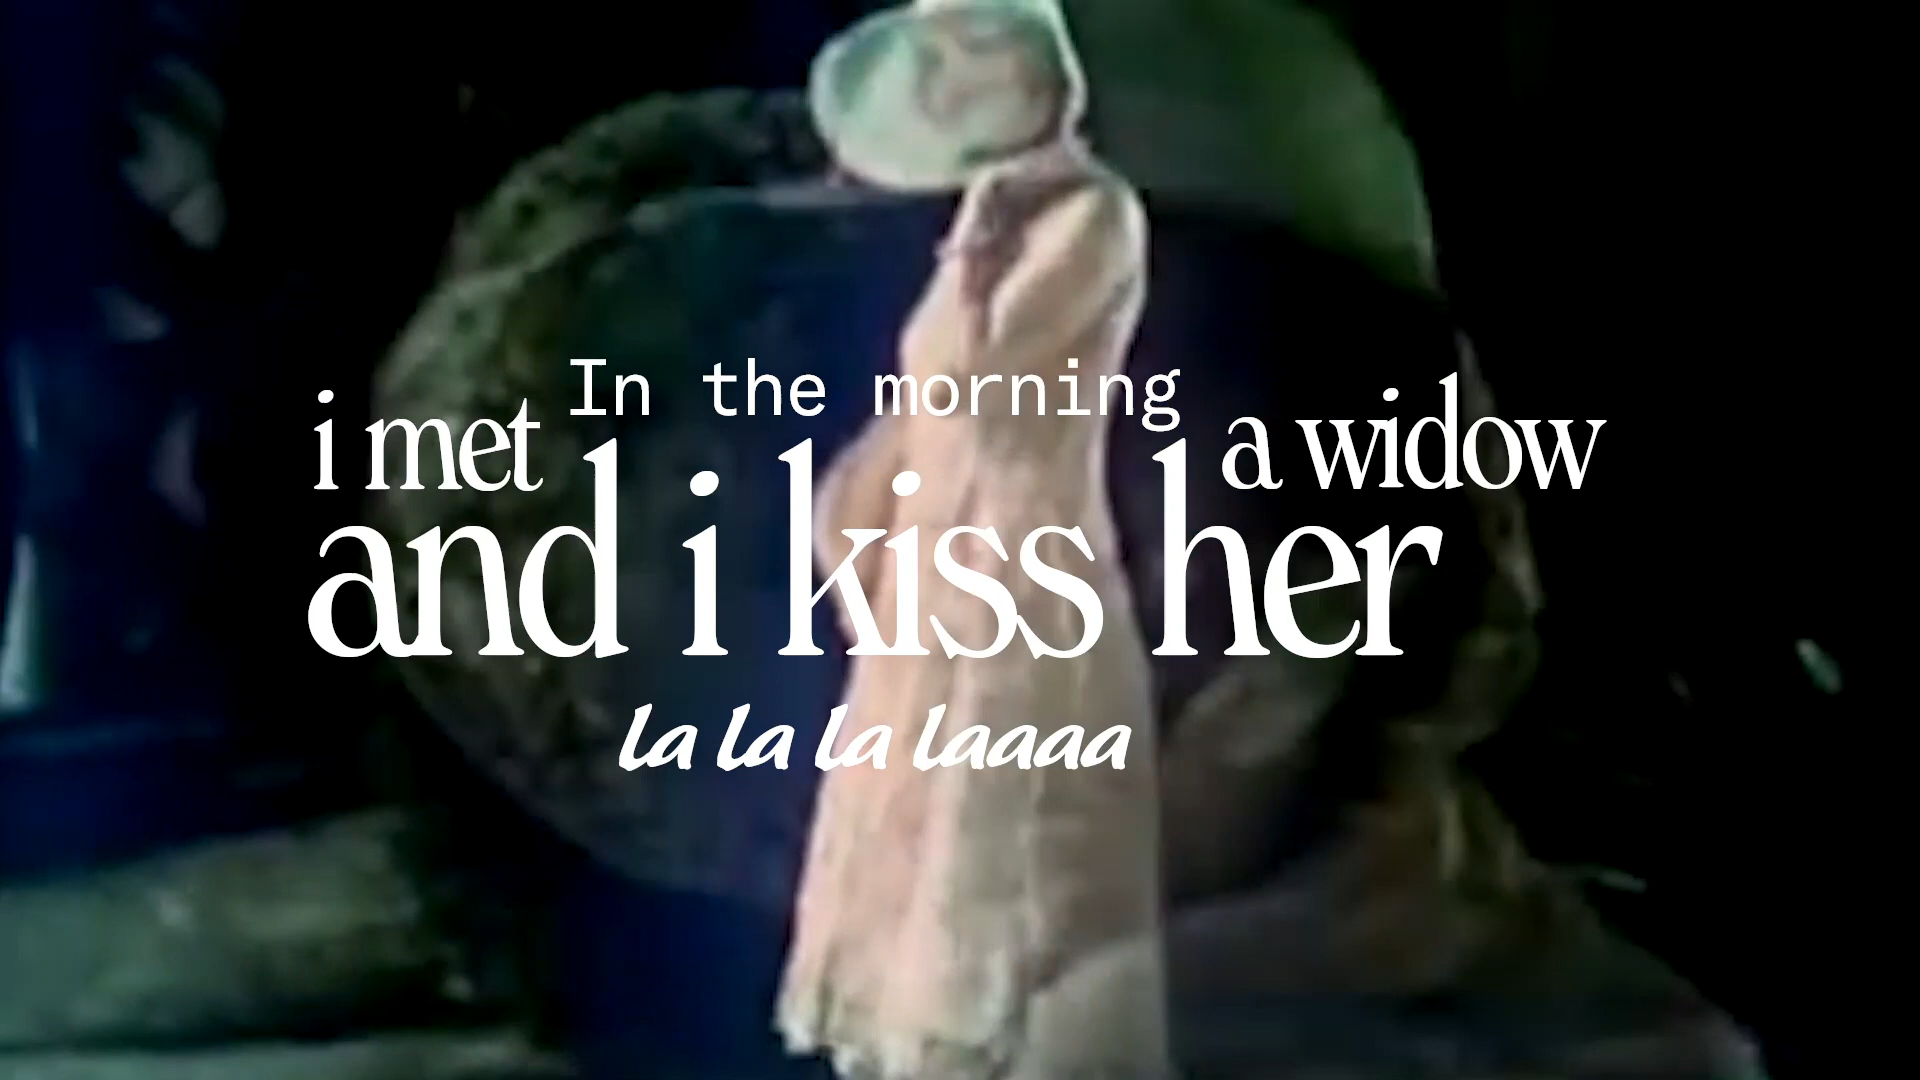 In the morning
i met a widow
and i kiss her
la la la laaaa